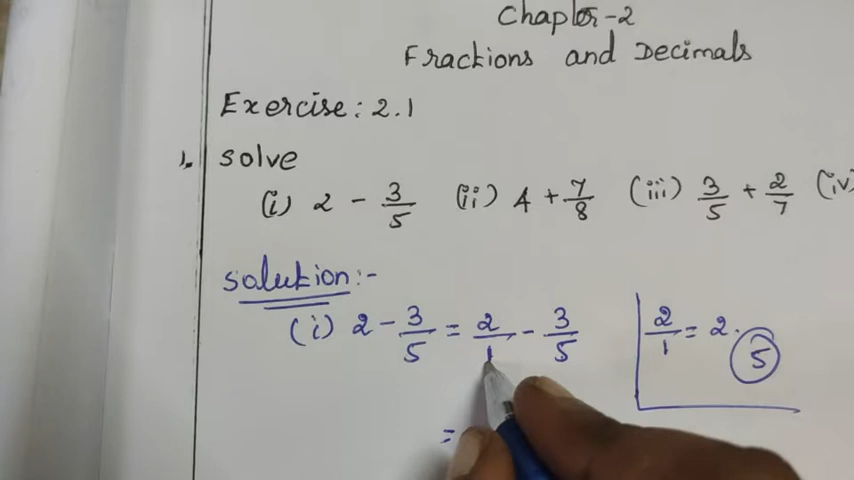 Chapter-2
Fractions and Decimals
Exercise: 2.1
1. solve
(i) 2 - 3/5 (ii) 4 + 7/8 (iii) 3/5 + 2/7 (iv)
solution:-
(i) 2 - 3/5 = 2/1 - 3/5
2/1 = 2.
5
=